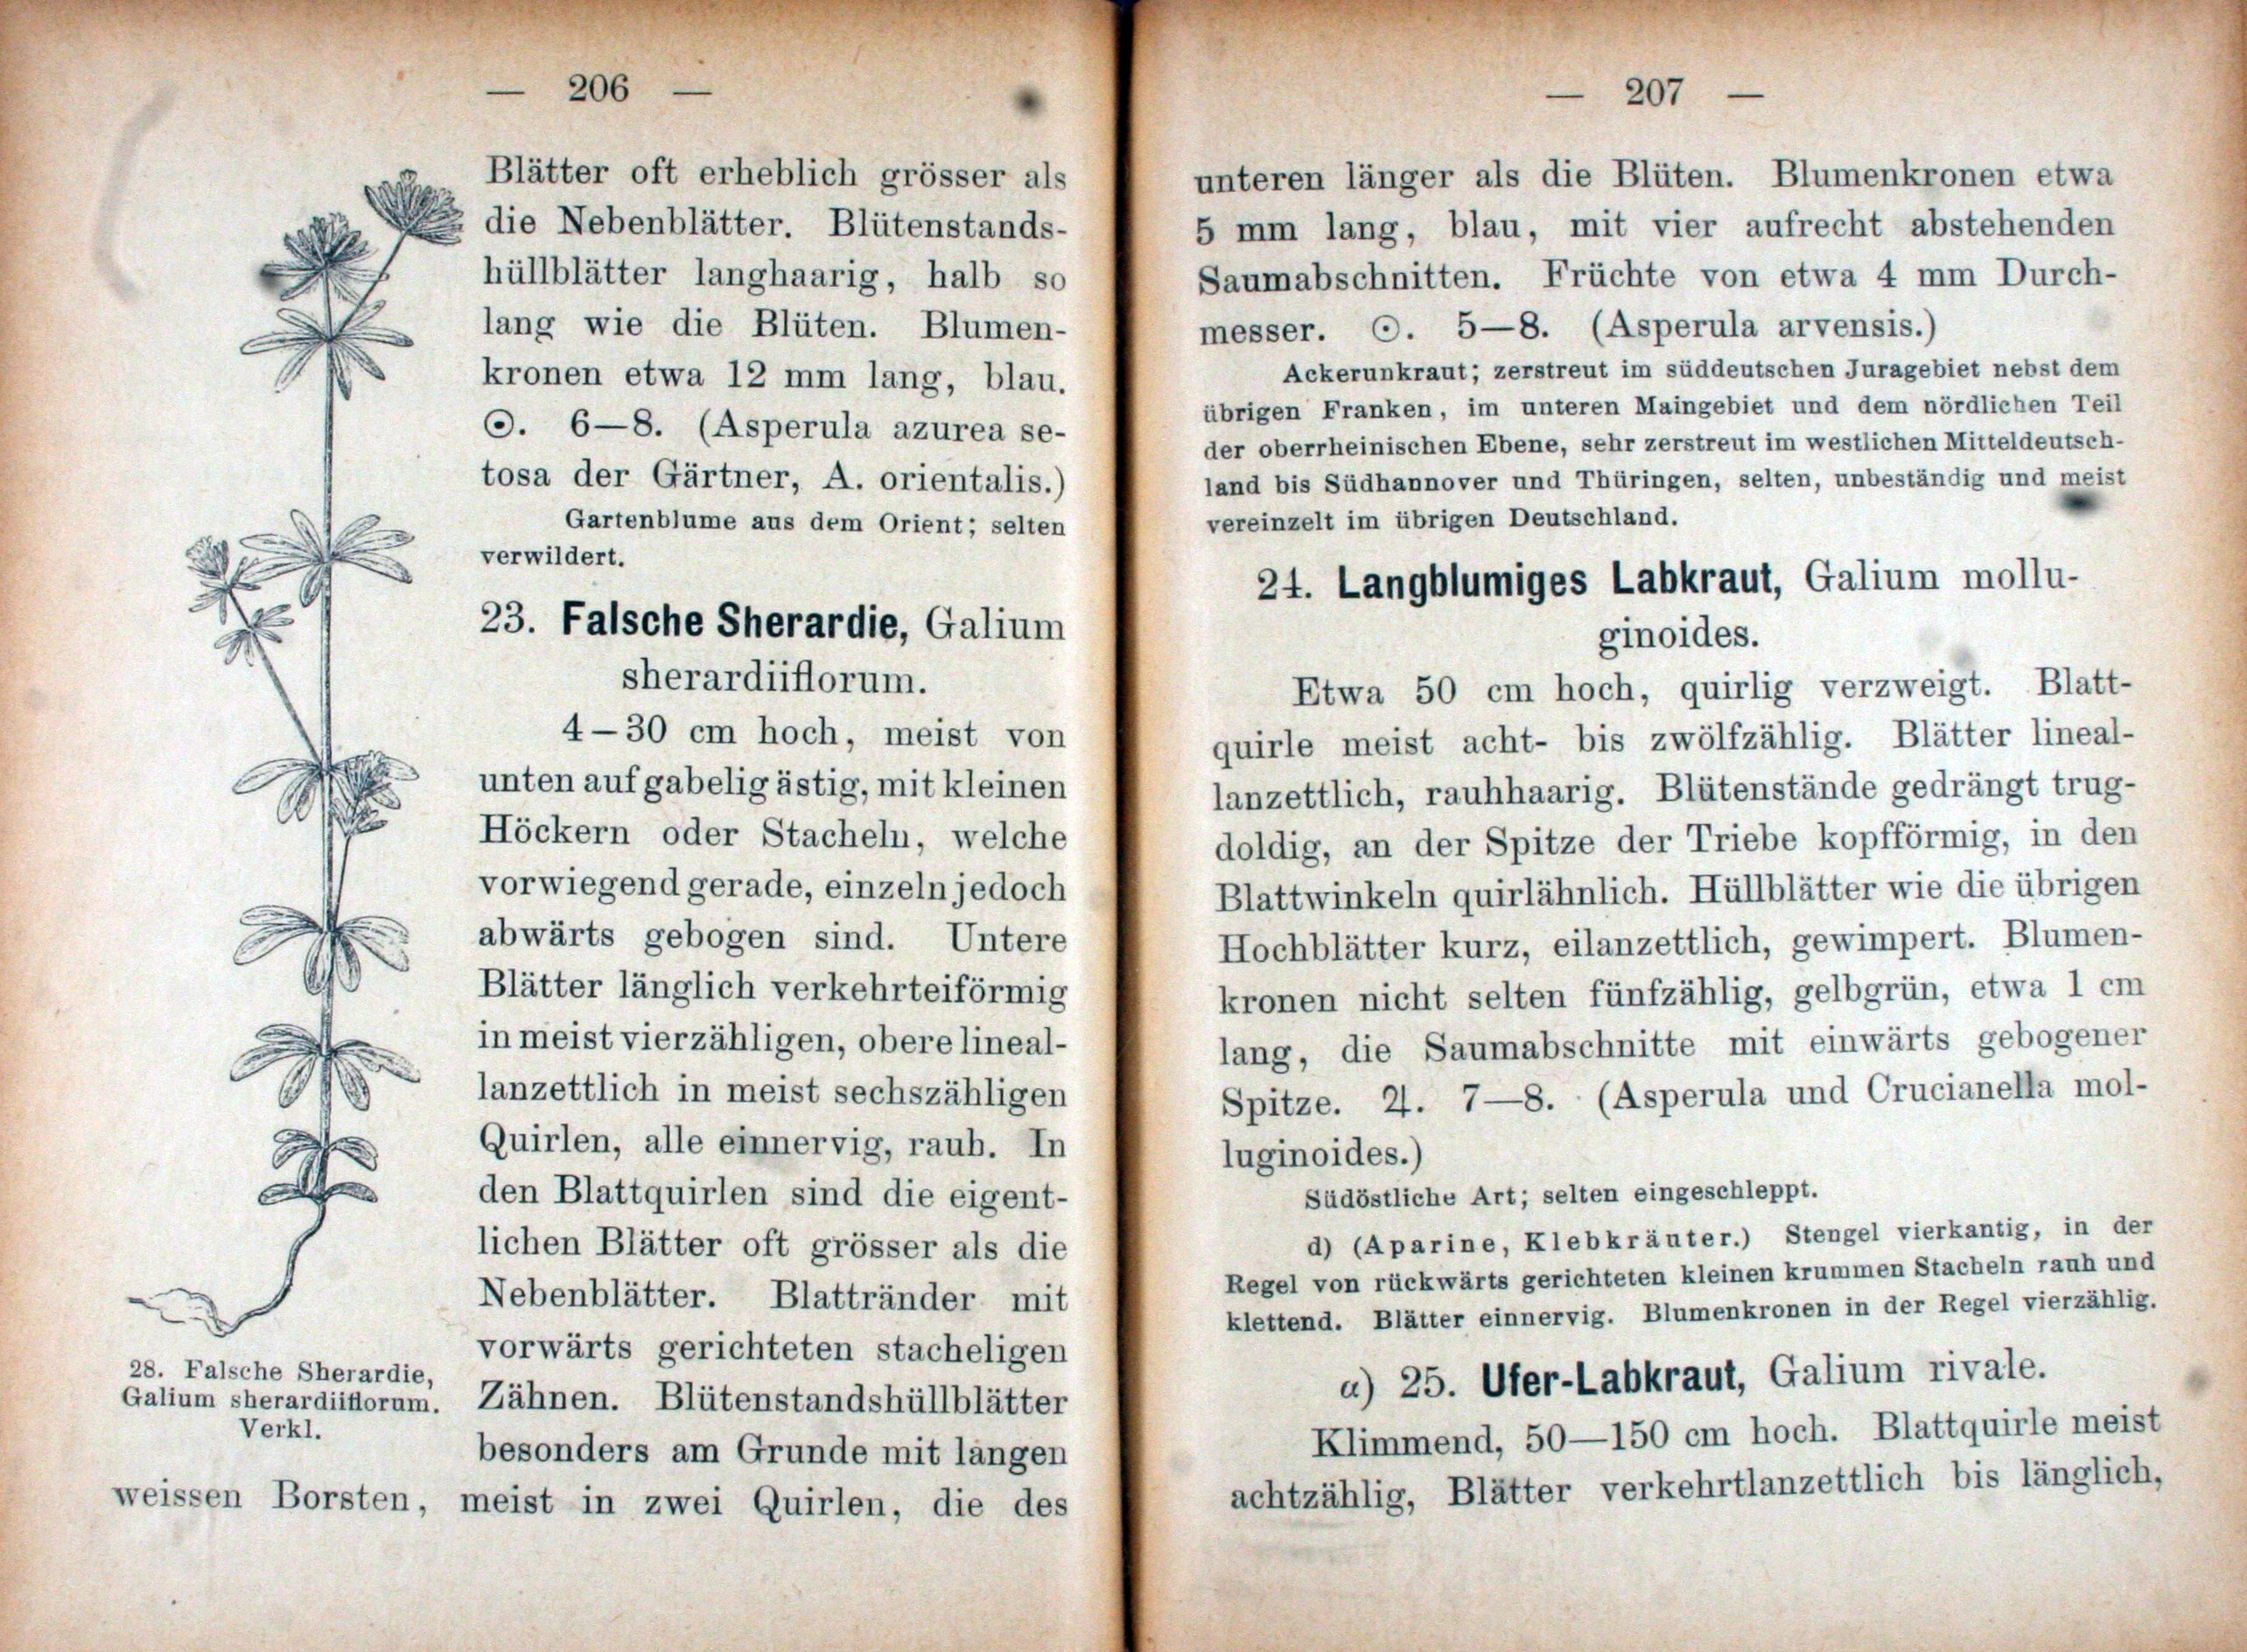 — 206 —
Blätter oft erheblich grösser als
die Nebenblätter. Blütenstands-
hüllblätter langhaarig, halb so
lang wie die Blüten. Blumen-
kronen etwa 12 mm lang, blau.
⊙. 6—8. (Asperula azurea se-
tosa der Gärtner, A. orientalis.)
Gartenblume aus dem Orient; selten
verwildert.
23. Falsche Sherardie, Galium
sherardiiflorum.
4–30 cm hoch, meist von
unten auf gabelig ästig, mit kleinen
Höckern oder Stacheln, welche
vorwiegend gerade, einzeln jedoch
abwärts gebogen sind. Untere
Blätter länglich verkehrteiförmig
in meist vierzähligen, obere lineal-
lanzettlich in meist sechszähligen
Quirlen, alle einnervig, rauh. In
den Blattquirlen sind die eigent-
lichen Blätter oft grösser als die
Nebenblätter. Blattränder mit
vorwärts gerichteten stacheligen
Zähnen. Blütenstandshüllblätter
besonders am Grunde mit langen
weissen Borsten, meist in zwei Quirlen, die des
28. Falsche Sherardie,
Galium sherardiiflorum.
Verkl.
— 207 —
unteren länger als die Blüten. Blumenkronen etwa
5 mm lang, blau, mit vier aufrecht abstehenden
Saumabschnitten. Früchte von etwa 4 mm Durch-
messer. ⊙. 5—8. (Asperula arvensis.)
Ackerunkraut; zerstreut im süddeutschen Juragebiet nebst dem
übrigen Franken, im unteren Maingebiet und dem nördlichen Teil
der oberrheinischen Ebene, sehr zerstreut im westlichen Mitteldeutsch-
land bis Südhannover und Thüringen, selten, unbeständig und meist
vereinzelt im übrigen Deutschland.
24. Langblumiges Labkraut, Galium mollu-
ginoides.
Etwa 50 cm hoch, quirlig verzweigt. Blatt-
quirle meist acht- bis zwölfzählig. Blätter lineal-
lanzettlich, rauhhaarig. Blütenstände gedrängt trug-
doldig, an der Spitze der Triebe kopfförmig, in den
Blattwinkeln quirlähnlich. Hüllblätter wie die übrigen
Hochblätter kurz, eilanzettlich, gewimpert. Blumen-
kronen nicht selten fünfzählig, gelbgrün, etwa 1 cm
lang, die Saumabschnitte mit einwärts gebogener
Spitze. ♃. 7—8. (Asperula und Crucianella mol-
luginoides.)
Südöstliche Art; selten eingeschleppt.
d) (Aparine, Klebkräuter.) Stengel vierkantig, in der
Regel von rückwärts gerichteten kleinen krummen Stacheln rauh und
klettend. Blätter einnervig. Blumenkronen in der Regel vierzählig.
α) 25. Ufer-Labkraut, Galium rivale.
Klimmend, 50—150 cm hoch. Blattquirle meist
achtzählig, Blätter verkehrtlanzettlich bis länglich,